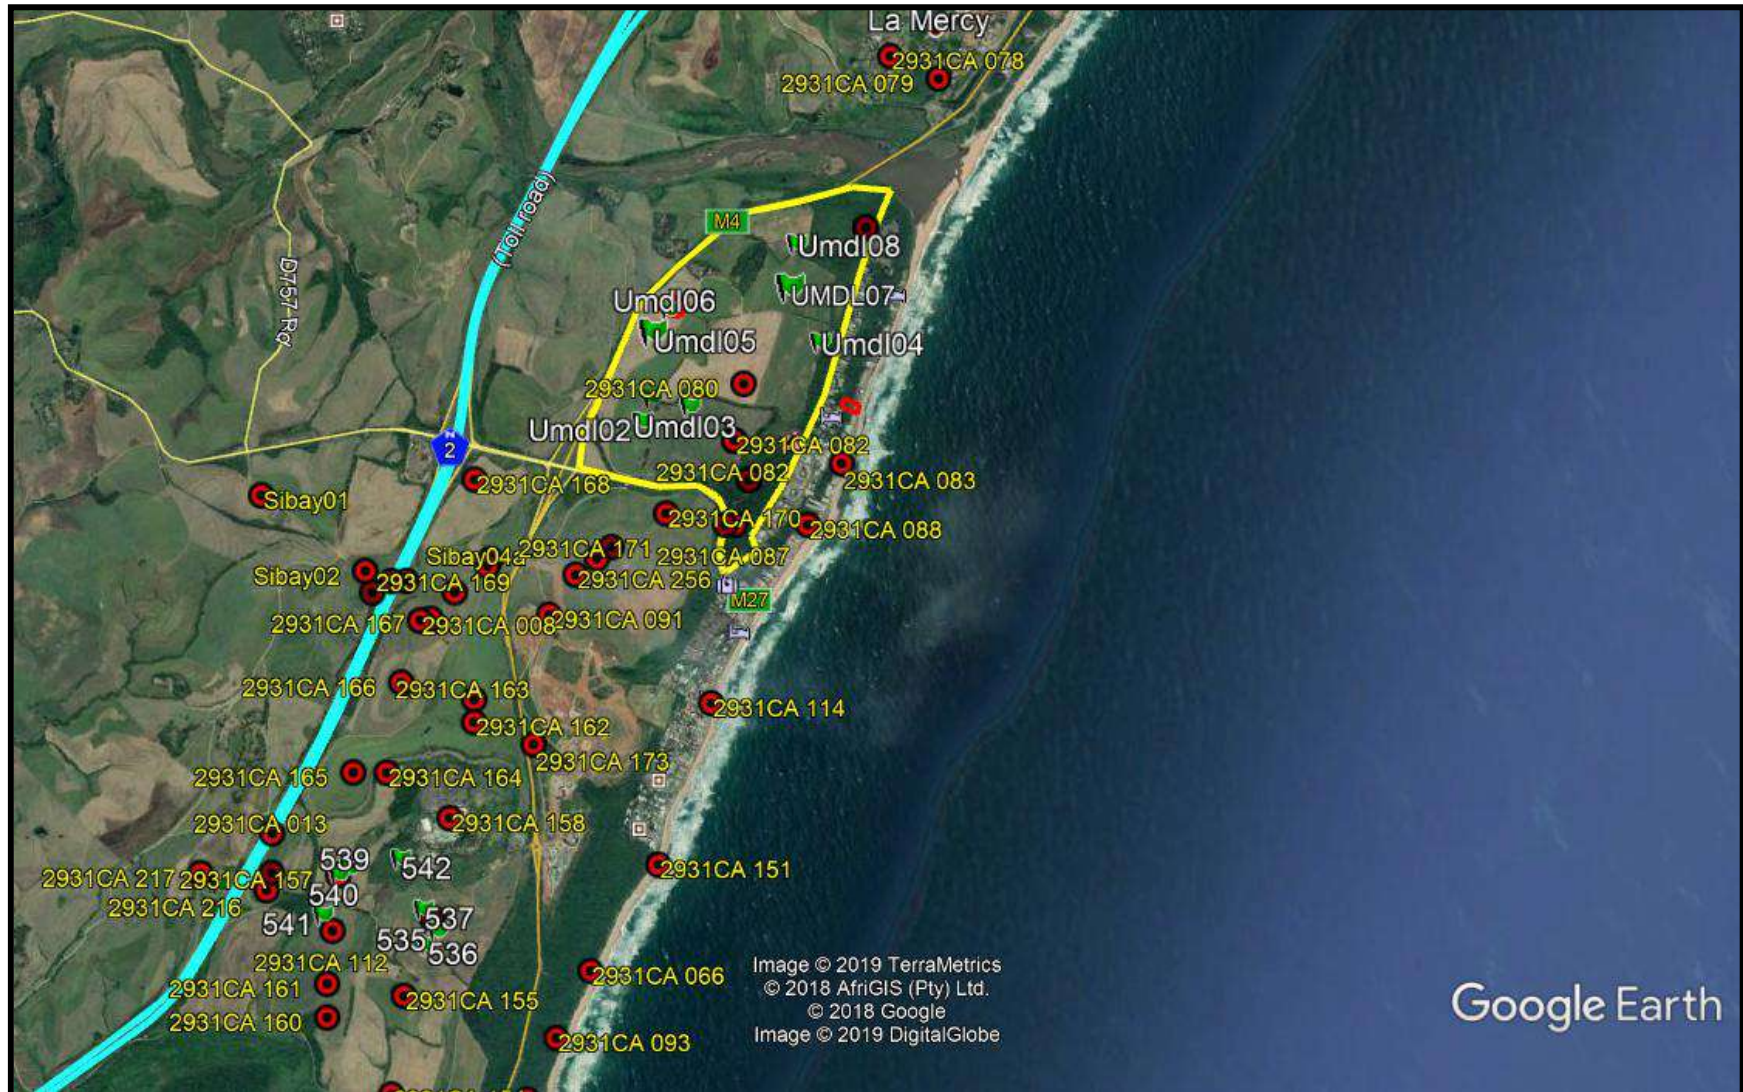 La Mercy
2931CA 078
2931CA 079
(Toll road)
M4
Umdl08
D757 Rd
UMDL07
Umdl06
Umdl05
Umdl04
2931CA 080
Umdl02
Umdl03
2931CA 082
N
2
2931CA 082
2931CA 083
2931CA 168
Sibay01
2931CA 170
2931CA 088
2931CA 171
Sibay04a
2931CA 087
Sibay02
2931CA 169
2931CA 256
M27
2931CA 167
2931CA 008
2931CA 091
2931CA 166
2931CA 163
2931CA 114
2931CA 162
2931CA 173
2931CA 165
2931CA 164
2931CA 013
2931CA 158
539
542
2931CA 151
2931CA 217
2931CA 157
540
2931CA 216
541
537
535
536
2931CA 112
2931CA 066
2931CA 161
2931CA 155
2931CA 160
2931CA 093
Image © 2019 TerraMetrics
© 2018 AfriGIS (Pty) Ltd.
© 2018 Google
Image © 2019 DigitalGlobe
Google Earth